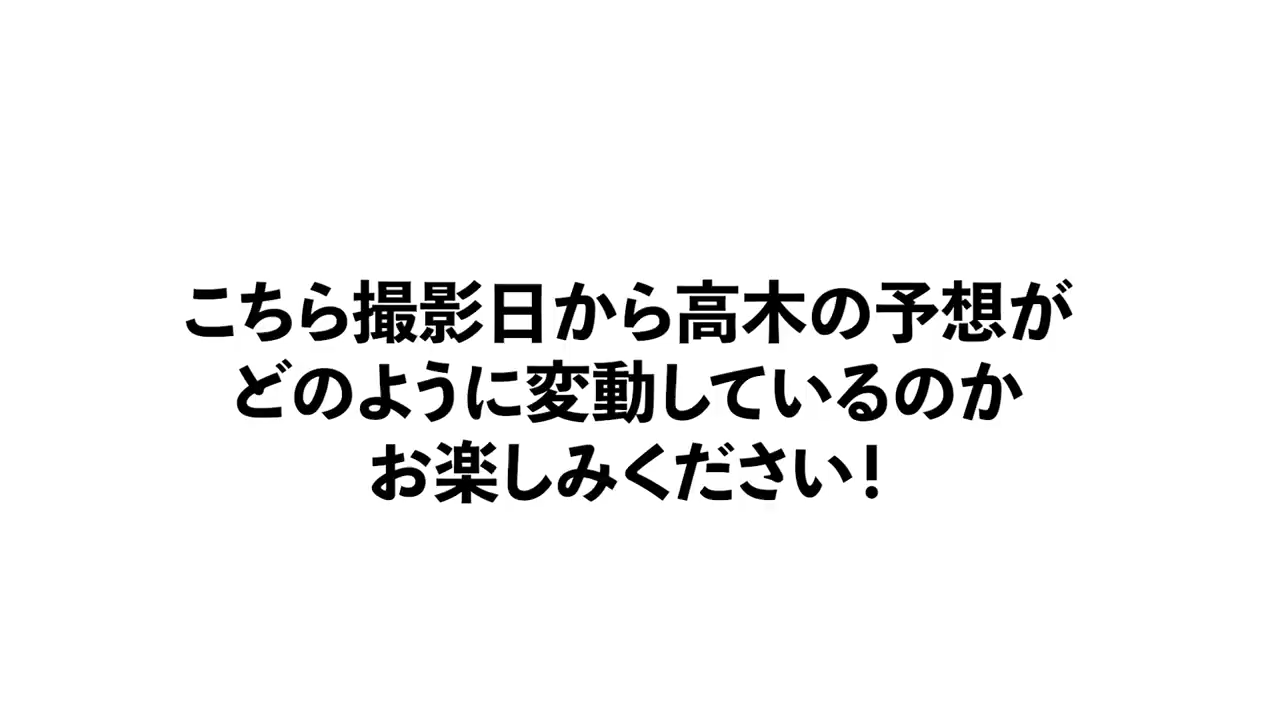 こちら撮影日から高木の予想が
どのように変動しているのか
お楽しみください！